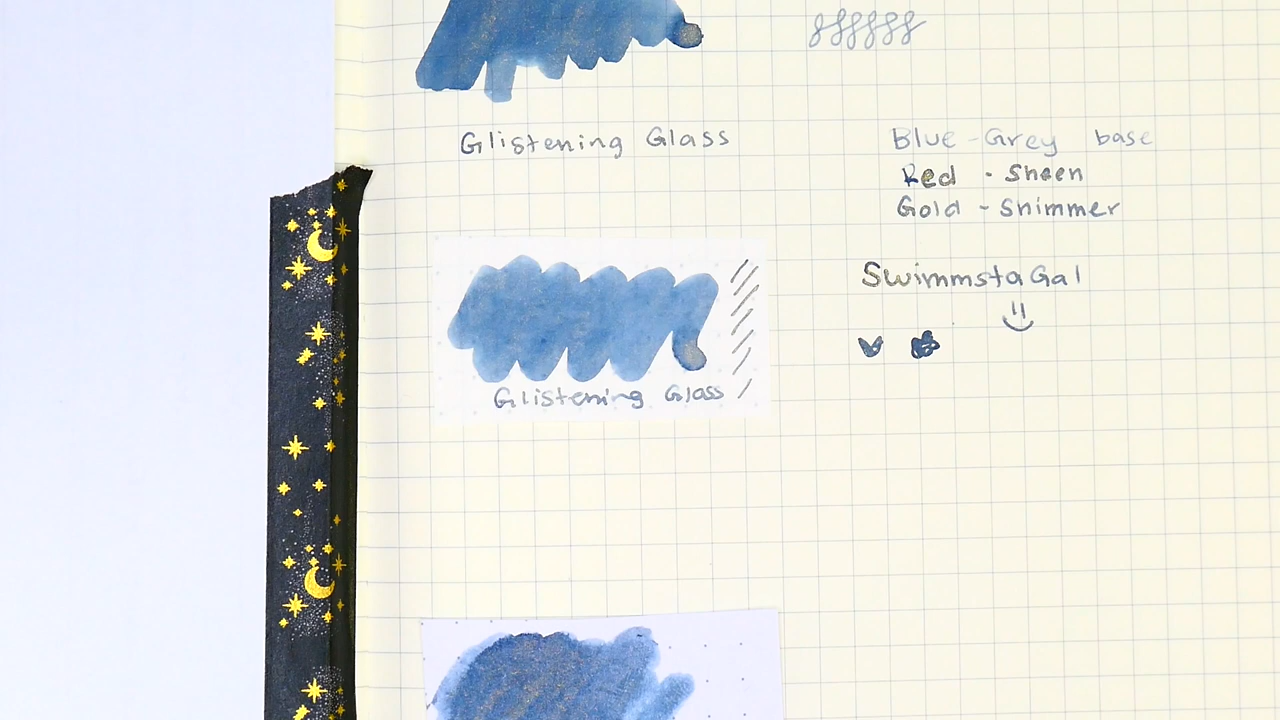 Glistening Glass
Blue-Grey base
Red - Sheen
Gold - Shimmer
SwimmstaGal
Glistening Glass